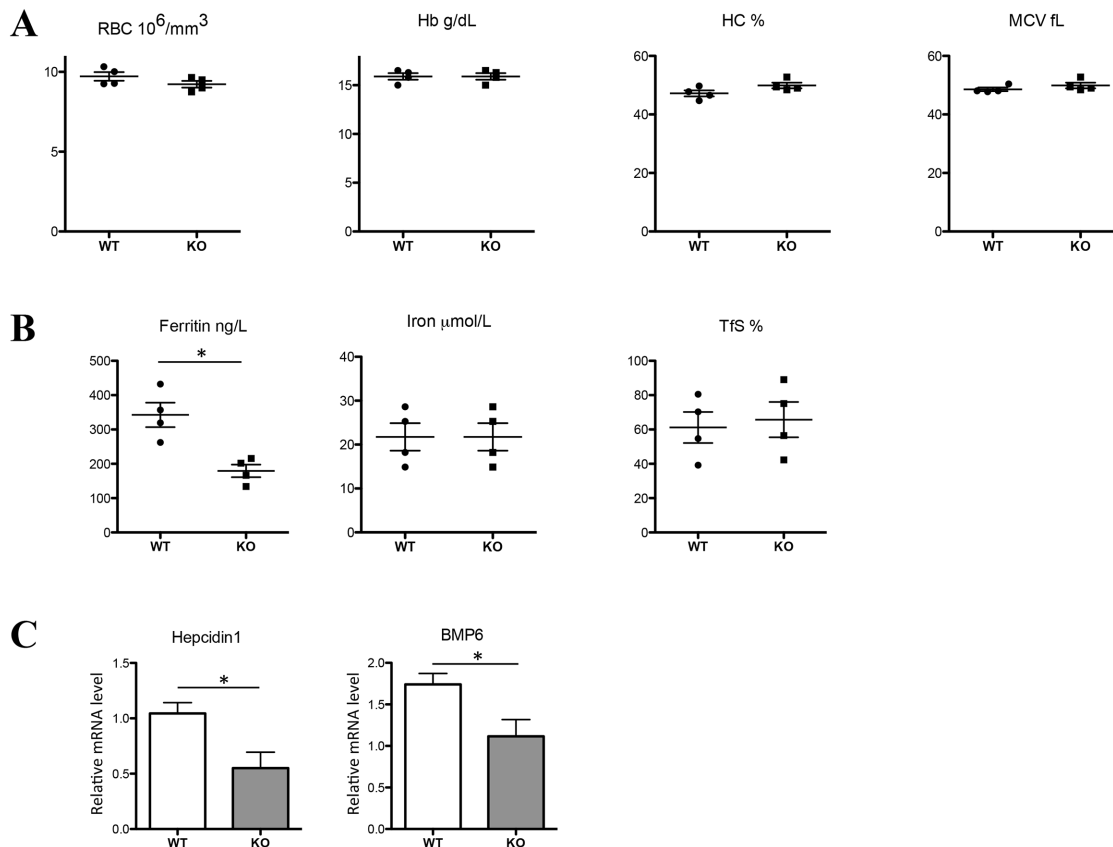 A
RBC 10⁶/mm³
Hb g/dL
HC %
MCV fL
10
5
0
WT
KO
15
10
5
0
WT
KO
60
40
20
0
WT
KO
60
40
20
0
WT
KO
B
Ferritin ng/L
Iron μmol/L
TfS %
500
400
300
200
100
0
*
WT
KO
40
30
20
10
0
WT
KO
100
80
60
40
20
0
WT
KO
C
Hepcidin1
BMP6
Relative mRNA level
1.5
1.0
0.5
0.0
*
WT
KO
Relative mRNA level
2.0
1.5
1.0
0.5
0.0
*
WT
KO